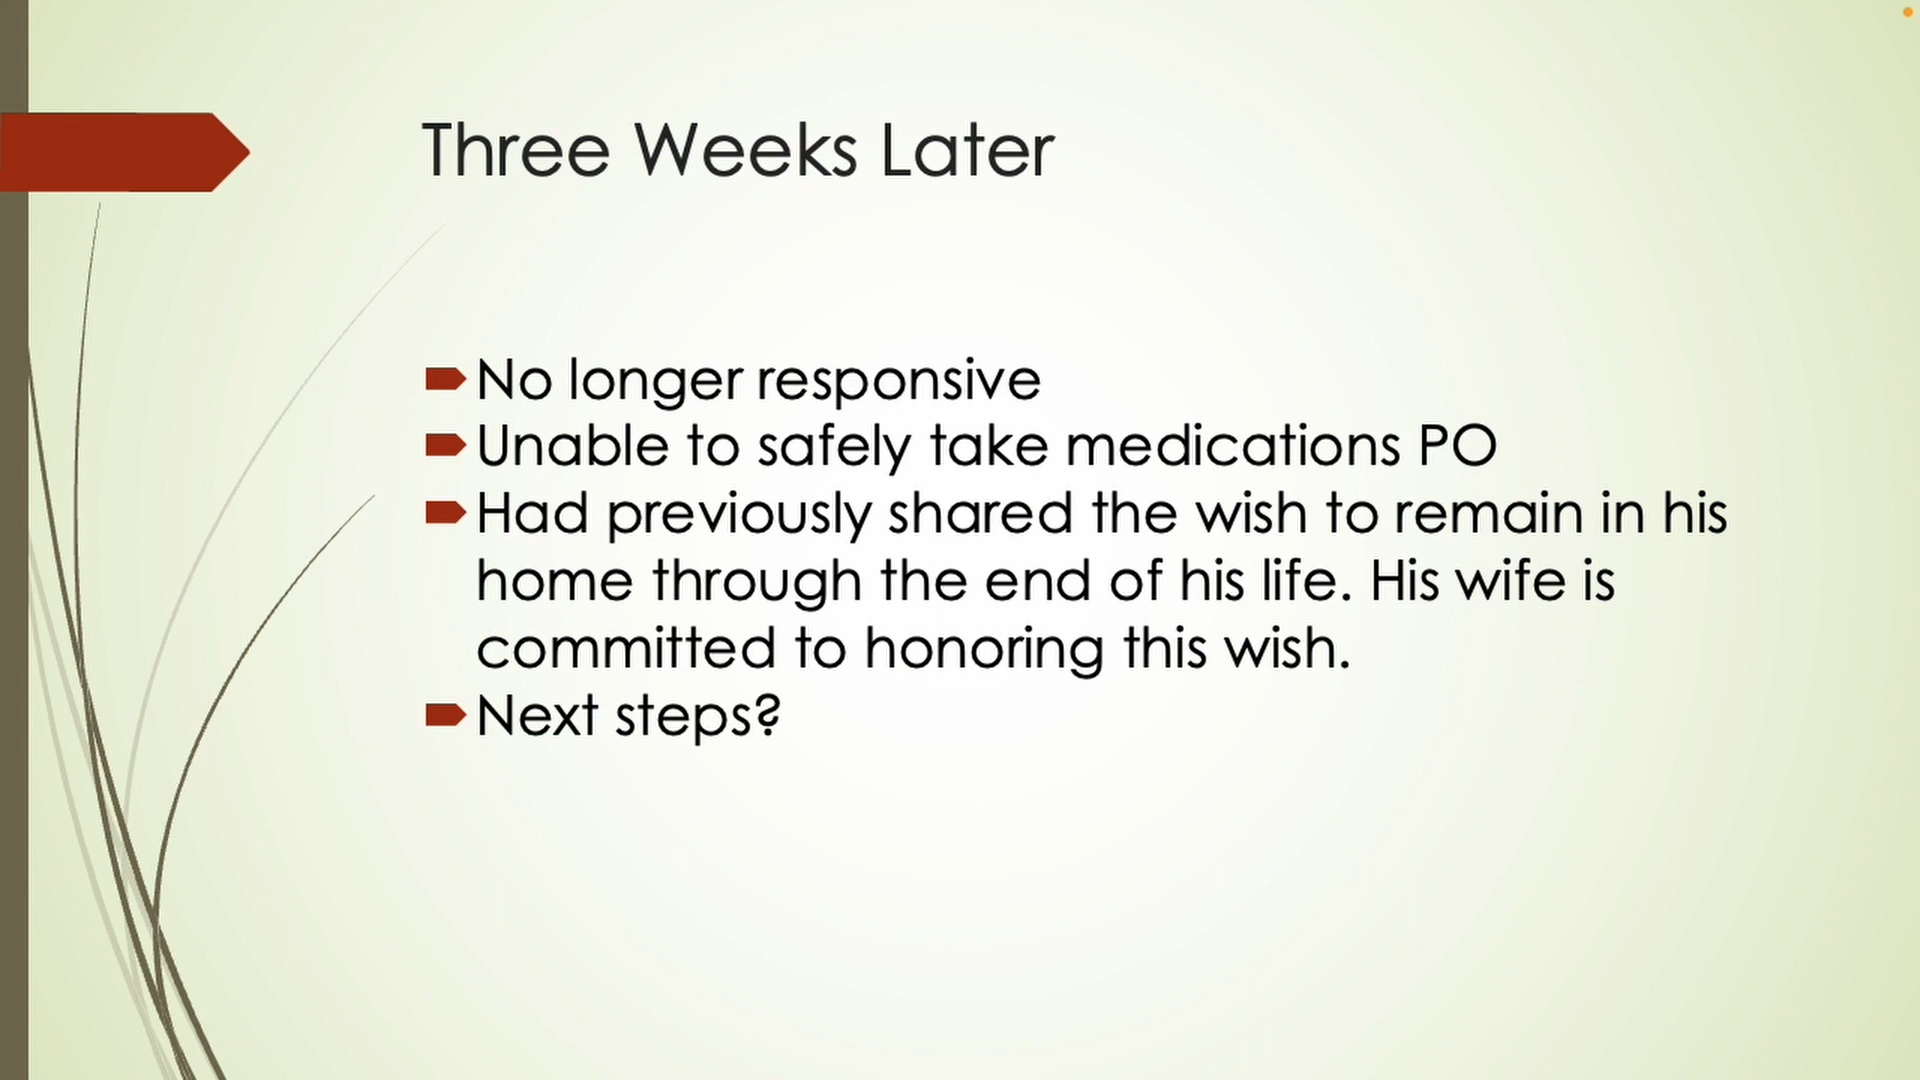 Three Weeks Later
No longer responsive
Unable to safely take medications PO
Had previously shared the wish to remain in his
home through the end of his life. His wife is
committed to honoring this wish.
Next steps?